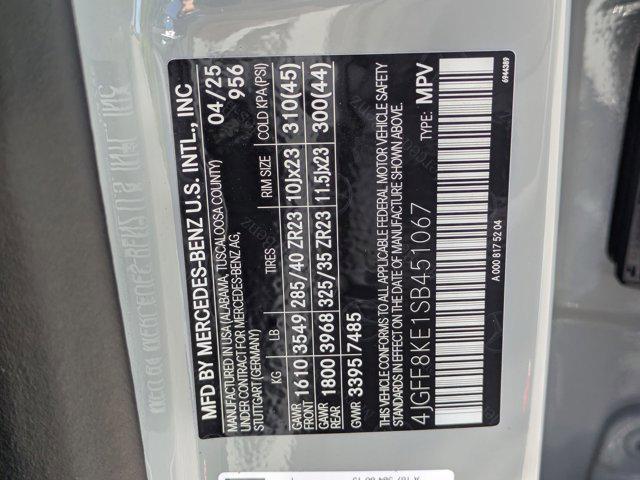 MFD BY MERCEDES-BENZ U.S. INTL., INC
MANUFACTURED IN USA (ALABAMA, TUSCALOOSA COUNTY) 04/25
UNDER CONTRACT FOR MERCEDES-BENZ AG, 956
STUTTGART (GERMANY)
KG LB TIRES RIM SIZE COLD KPA(PSI)
GAWR FRONT 1610 3549 285/40 ZR23 10Jx23 310(45)
GAWR REAR 1800 3968 325/35 ZR23 11.5Jx23 300(44)
GVWR 3395 7485
THIS VEHICLE CONFORMS TO ALL APPLICABLE FEDERAL MOTOR VEHICLE SAFETY
STANDARDS IN EFFECT ON THE DATE OF MANUFACTURE SHOWN ABOVE.
4JGFF8KE1SB451067 TYPE: MPV
A 000 817 52 04
6944389